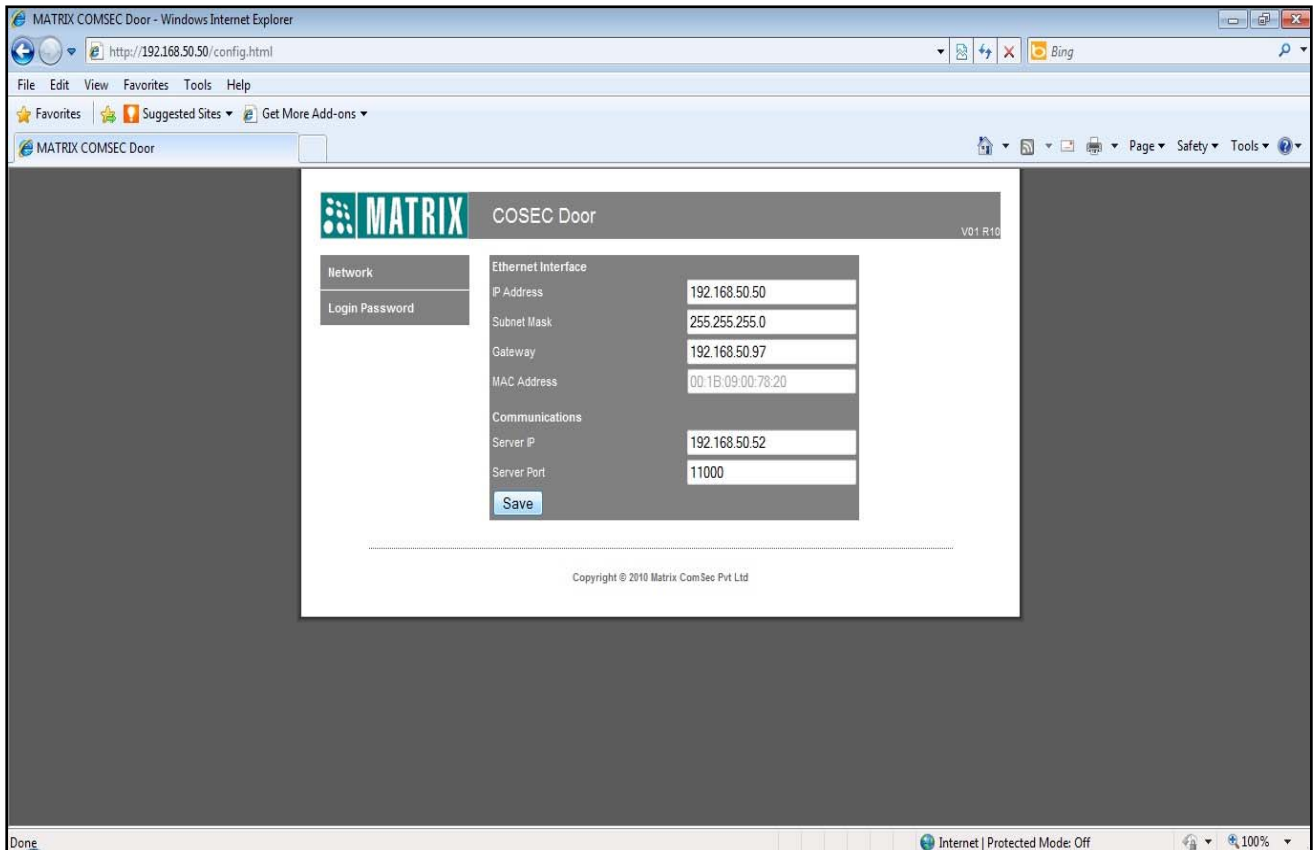 MATRIX COMSEC Door - Windows Internet Explorer
http://192.168.50.50/config.html
Bing
File Edit View Favorites Tools Help
Favorites Suggested Sites Get More Add-ons
MATRIX COMSEC Door
Page Safety Tools
MATRIX COSEC Door
V01 R10
Network
Login Password
Ethernet Interface
IP Address 192.168.50.50
Subnet Mask 255.255.255.0
Gateway 192.168.50.97
MAC Address 00:1B:09:00:78:20
Communications
Server IP 192.168.50.52
Server Port 11000
Save
Copyright © 2010 Matrix ComSec Pvt Ltd
Done Internet | Protected Mode: Off 100%